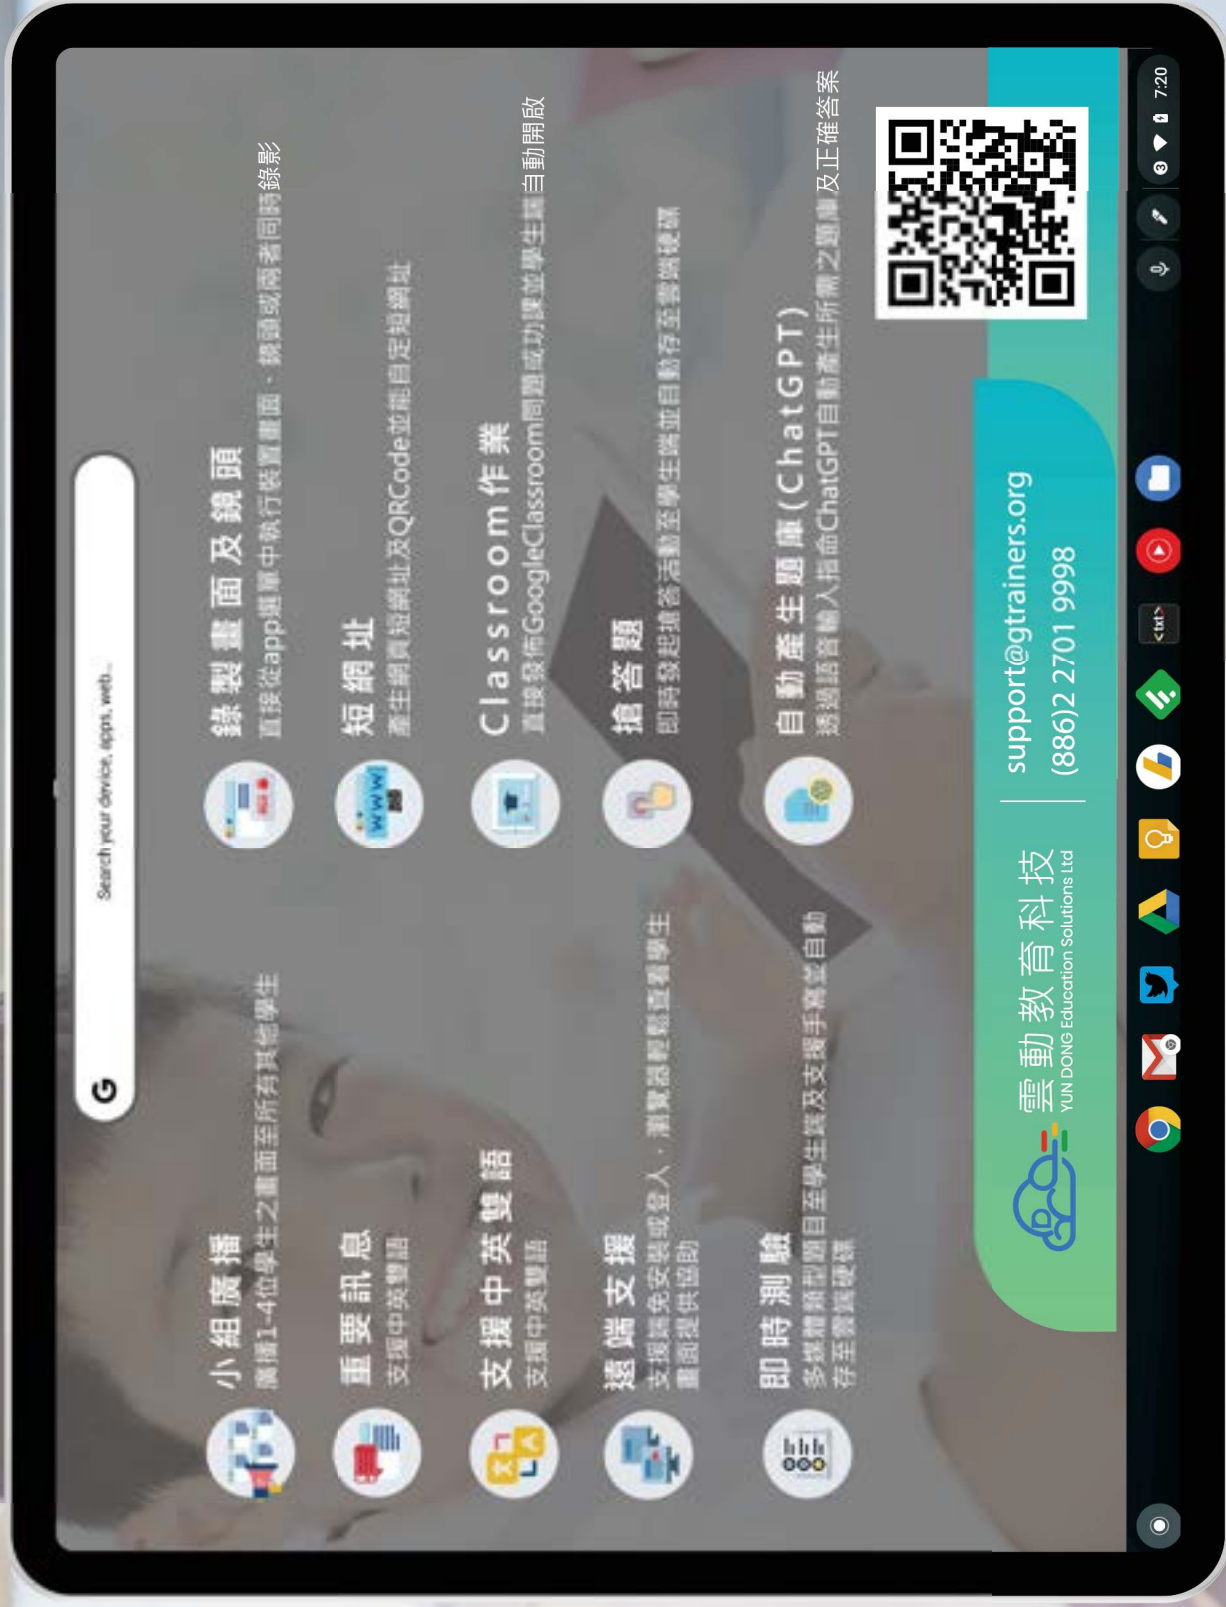 Search your device, apps, web...
小組廣播
廣播1-4位學生之畫面至所有其他學生
重要訊息
支援中英雙語
支援中英雙語
支援中英雙語
遠端支援
支援端免安裝或登入，瀏覽器輕鬆查看學生
畫面提供協助
即時測驗
多媒體類型題目至學生端及支援手寫並自動
存至雲端硬碟
錄製畫面及鏡頭
直接從app選單中執行裝置畫面、鏡頭或兩者同時錄影
短網址
產生網頁短網址及QRCode並能自定短網址
Classroom作業
直接發佈GoogleClassroom問題或功課並學生端自動開啟
搶答題
即時發起搶答活動至學生端並自動存至雲端硬碟
自動產生題庫(ChatGPT)
透過語音輸入指命ChatGPT自動產生所需之題庫及正確答案
雲動教育科技
YUN DONG Education Solutions Ltd
support@gtrainers.org
(886)2 2701 9998
<txt>
7:20